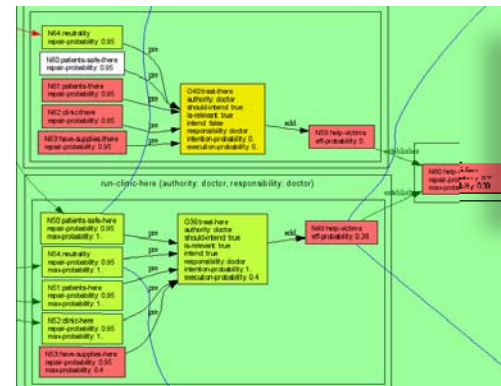 N64:neutrality
repair-probability: 0.95
N60:patients-safe-there
repair-probability: 0.95
N61:patients-there
repair-probability: 0.95
N62:clinic-there
repair-probability: 0.95
N63:have-supplies-there
repair-probability: 0.95
pre
pre
pre
pre
pre
O40:treat-there
authority: doctor
should-intend true
is-relevant: true
intend false
responsibility: doctor
intention-probability: 0.
execution-probability: 0.
add
N59:help-victims
eff-probability: 0.
establishes
run-clinic-here (authority: doctor, responsibility: doctor)
N50:patients-safe-here
repair-probability: 0.95
max-probability: 1.
N54:neutrality
repair-probability: 0.95
max-probability: 1.
N51:patients-here
repair-probability: 0.95
max-probability: 1.
N52:clinic-here
repair-probability: 0.95
max-probability: 1.
N53:have-supplies-here
repair-probability: 0.95
max-probability: 0.4
pre
pre
pre
pre
pre
O36:treat-here
authority: doctor
should-intend true
is-relevant: true
intend true
responsibility: doctor
intention-probability: 1.
execution-probability: 0.4
add
N49:help-victims
eff-probability: 0.39
establishes